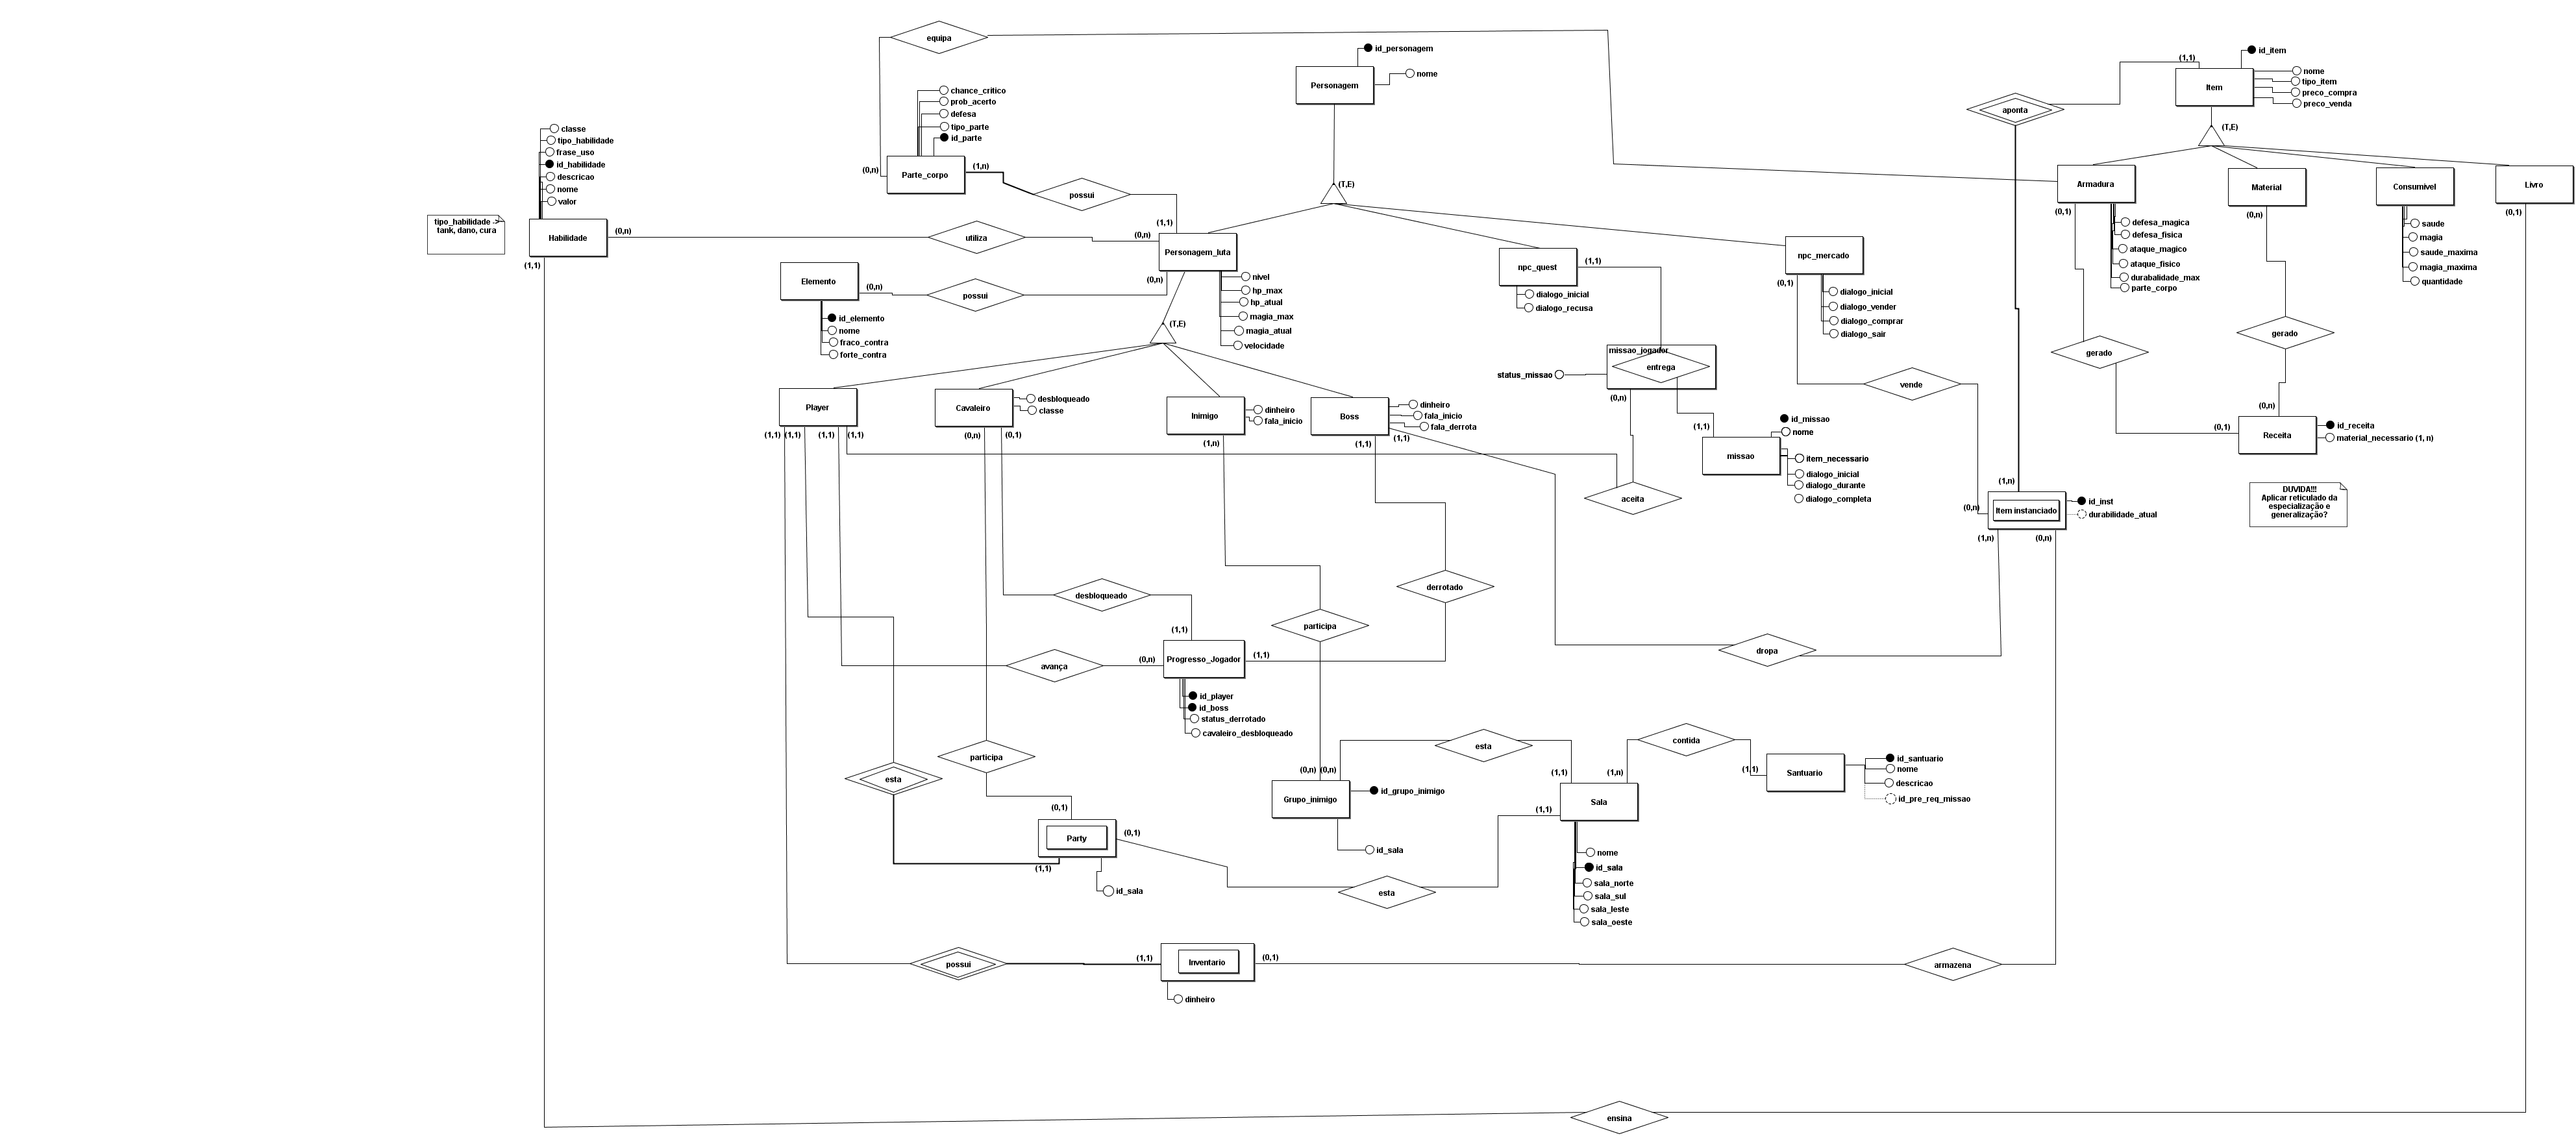 equipa
id_personagem
Personagem
nome
id_item
(1,1)
Item
nome
tipo_item
preco_compra
preco_venda
aponta
(T,E)
chance_critico
prob_acerto
defesa
tipo_parte
id_parte
(0,n)
Parte_corpo
(1,n)
possui
(1,1)
(T,E)
classe
tipo_habilidade
frase_uso
id_habilidade
descricao
nome
valor
tipo_habilidade ->
tank, dano, cura
Habilidade
(0,n)
(1,1)
utiliza
(0,n)
Personagem_luta
(0,n)
nivel
hp_max
hp_atual
magia_max
magia_atual
velocidade
Elemento
(0,n)
possui
id_elemento
nome
fraco_contra
forte_contra
(T,E)
npc_quest
(1,1)
dialogo_inicial
dialogo_recusa
npc_mercado
(0,1)
dialogo_inicial
dialogo_vender
dialogo_comprar
dialogo_sair
Armadura
(0,1)
defesa_magica
defesa_fisica
ataque_magico
ataque_fisico
durabalidade_max
parte_corpo
Material
(0,n)
Consumivel
saude
magia
saude_maxima
magia_maxima
quantidade
Livro
(0,1)
gerado
gerado
missao_jogador
entrega
status_missao
(0,n)
vende
Player
(1,1)
(1,1)
(1,1)
(1,1)
Cavaleiro
desbloqueado
classe
(0,n)
(0,1)
Inimigo
dinheiro
fala_inicio
(1,n)
Boss
dinheiro
fala_inicio
fala_derrota
(1,1)
(1,1)
id_missao
nome
(1,1)
missao
item_necessario
dialogo_inicial
dialogo_durante
dialogo_completa
aceita
(0,n)
(0,1)
Receita
id_receita
material_necessario (1, n)
(1,n)
(0,n)
Item instanciado
id_inst
durabilidade_atual
(1,n)
(0,n)
DUVIDA!!!
Aplicar reticulado da
especialização e
generalização?
desbloqueado
derrotado
participa
(1,1)
avança
(0,n)
Progresso_Jogador
(1,1)
dropa
id_player
id_boss
status_derrotado
cavaleiro_desbloqueado
esta
participa
(0,n)
(0,n)
Grupo_inimigo
id_grupo_inimigo
id_sala
esta
(1,1)
(1,n)
contida
(1,1)
Santuario
id_santuario
nome
descricao
id_pre_req_missao
Sala
(1,1)
nome
id_sala
sala_norte
sala_sul
sala_leste
sala_oeste
(0,1)
Party
(0,1)
(1,1)
id_sala
esta
possui
(1,1)
Inventario
(0,1)
dinheiro
armazena
ensina